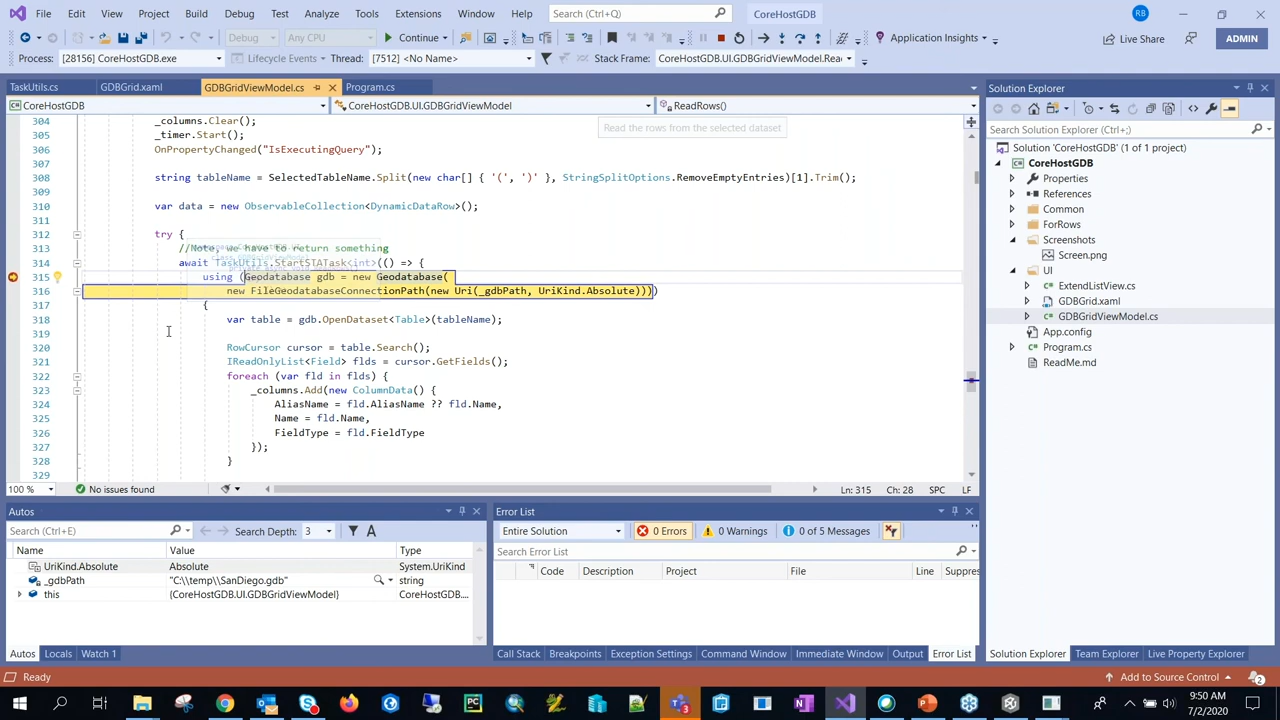 File Edit View Project Build Debug Test Analyze Tools Extensions Window Help Search (Ctrl+Q) CoreHostGDB RB
Debug Any CPU Continue Application Insights Live Share ADMIN
Process: [28156] CoreHostGDB.exe Lifecycle Events Thread: [7512] <No Name> Stack Frame: CoreHostGDB.UI.GDBGridViewModel.Rea
TaskUtils.cs GDBGrid.xaml GDBGridViewModel.cs Program.cs
CoreHostGDB CoreHostGDB.UI.GDBGridViewModel ReadRows()
Read the rows from the selected dataset
304 _columns.Clear();
305 _timer.Start();
306 OnPropertyChanged("IsExecutingQuery");
307
308 string tableName = SelectedTableName.Split(new char[] { '(', ')' }, StringSplitOptions.RemoveEmptyEntries)[1].Trim();
309
310 var data = new ObservableCollection<DynamicDataRow>();
311
312 try {
313 //Note, we have to return something
314 await TaskUtils.StartSTATask<int>(() => {
315 using (Geodatabase gdb = new Geodatabase(
316 new FileGeodatabaseConnectionPath(new Uri(_gdbPath, UriKind.Absolute))))
317 {
318 var table = gdb.OpenDataset<Table>(tableName);
319
320 RowCursor cursor = table.Search();
321 IReadOnlyList<Field> flds = cursor.GetFields();
322 foreach (var fld in flds) {
323 _columns.Add(new ColumnData() {
324 AliasName = fld.AliasName ?? fld.Name,
325 Name = fld.Name,
326 FieldType = fld.FieldType
327 });
328 }
329
100 % No issues found Ln: 315 Ch: 28 SPC LF
Solution Explorer
Search Solution Explorer (Ctrl+;)
Solution 'CoreHostGDB' (1 of 1 project)
CoreHostGDB
Properties
References
Common
ForRows
Screenshots
Screen.png
UI
ExtendListView.cs
GDBGrid.xaml
GDBGridViewModel.cs
App.config
Program.cs
ReadMe.md
Autos
Search (Ctrl+E) Search Depth: 3 A
Name Value Type
UriKind.Absolute Absolute System.UriKind
_gdbPath "C:\\temp\\SanDiego.gdb" string
this {CoreHostGDB.UI.GDBGridViewModel} CoreHostGDB....
Autos Locals Watch 1
Error List
Entire Solution 0 Errors 0 Warnings 0 of 5 Messages
Search Error List
Code Description Project File Line Suppres
Call Stack Breakpoints Exception Settings Command Window Immediate Window Output Error List
Solution Explorer Team Explorer Live Property Explorer
Ready Add to Source Control 2
9:50 AM
7/2/2020